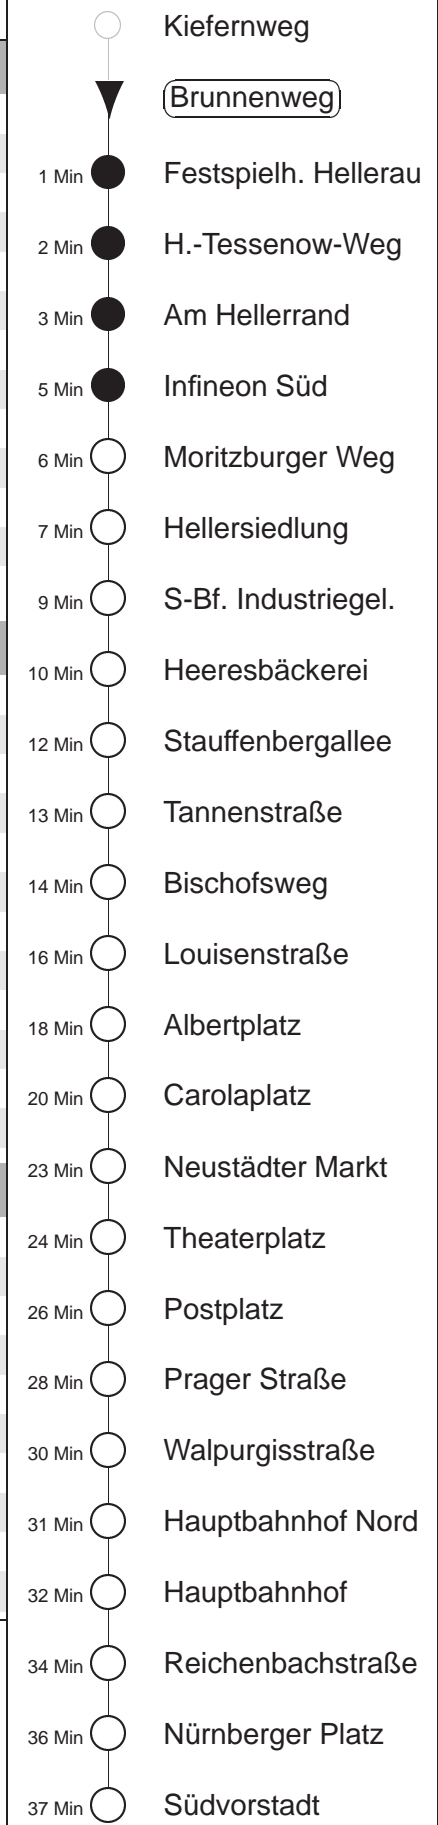 Kiefernweg
Brunnenweg
1 Min Festspielh. Hellerau
2 Min H.-Tessenow-Weg
3 Min Am Hellerrand
5 Min Infineon Süd
6 Min Moritzburger Weg
7 Min Hellersiedlung
9 Min S-Bf. Industriegel.
10 Min Heeresbäckerei
12 Min Stauffenbergallee
13 Min Tannenstraße
14 Min Bischofsweg
16 Min Louisenstraße
18 Min Albertplatz
20 Min Carolaplatz
23 Min Neustädter Markt
24 Min Theaterplatz
26 Min Postplatz
28 Min Prager Straße
30 Min Walpurgisstraße
31 Min Hauptbahnhof Nord
32 Min Hauptbahnhof
34 Min Reichenbachstraße
36 Min Nürnberger Platz
37 Min Südvorstadt